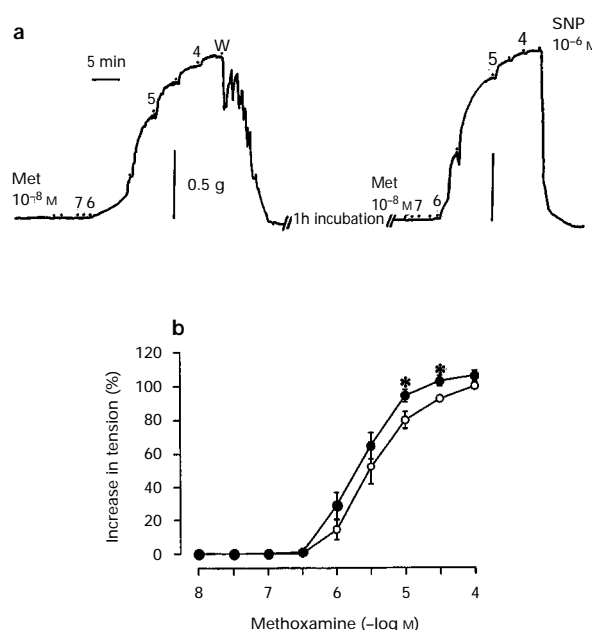 a
5 min
Met
10–8 M
7 6
5
4
W
0.5 g
1h incubation
Met
10–8 M
7
6
5
4
SNP
10–6 M
b
Increase in tension (%)
120
100
80
60
40
20
0
* *
8 7 6 5 4
Methoxamine (–log M)